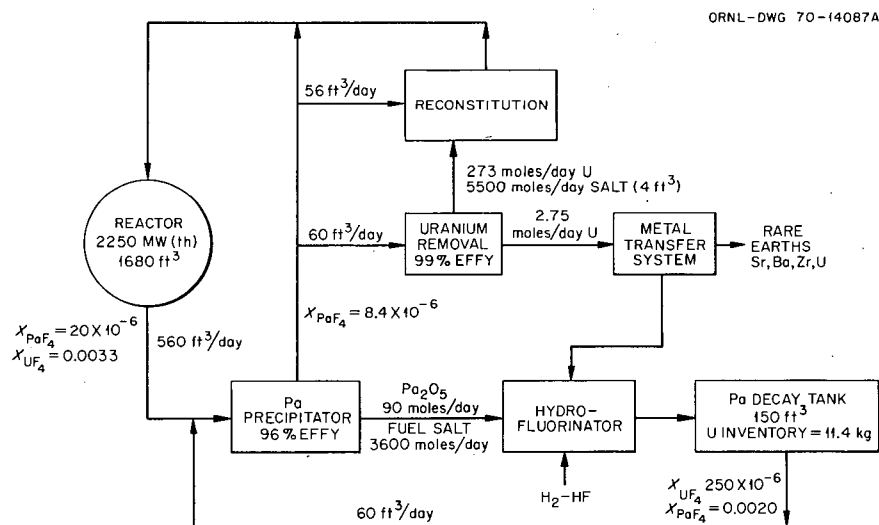 ORNL-DWG 70-14087A
56 ft³/day
RECONSTITUTION
273 moles/day U
5500 moles/day SALT (4 ft³)
REACTOR
2250 MW (th)
1680 ft³
60 ft³/day
URANIUM
REMOVAL
99% EFFY
2.75
moles/day U
METAL
TRANSFER
SYSTEM
RARE
EARTHS
Sr, Ba, Zr, U
X_PaF₄ = 20 X 10⁻⁶
X_UF₄ = 0.0033
560 ft³/day
X_PaF₄ = 8.4 X 10⁻⁶
Pa
PRECIPITATOR
96% EFFY
Pa₂O₅
90 moles/day
FUEL SALT
3600 moles/day
HYDRO-
FLUORINATOR
Pa DECAY TANK
150 ft³
U INVENTORY = 11.4 kg
H₂-HF
60 ft³/day
X_UF₄ 250 X 10⁻⁶
X_PaF₄ = 0.0020